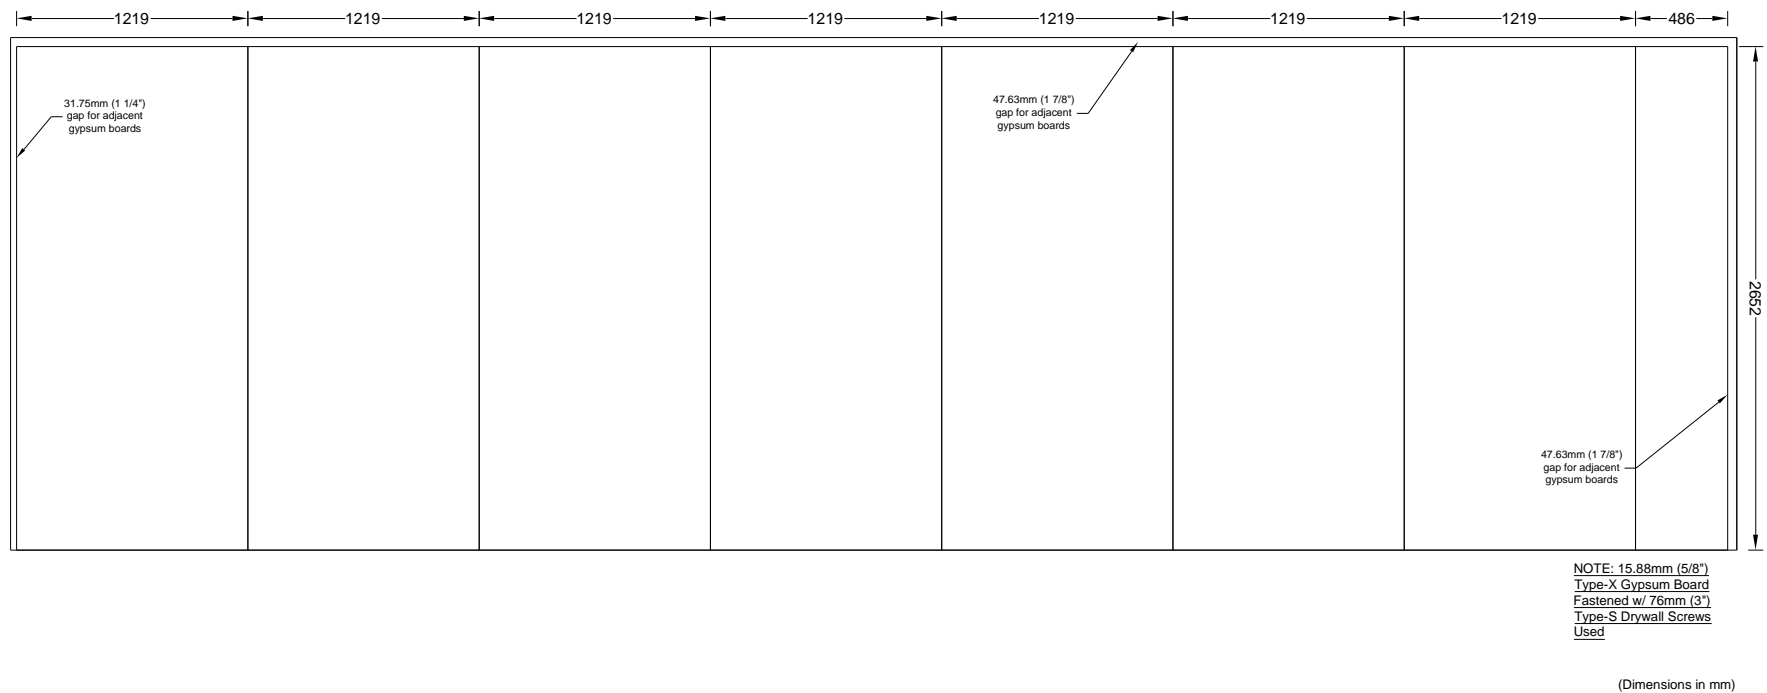 1219 1219 1219 1219 1219 1219 1219 486
31.75mm (1 1/4")
gap for adjacent
gypsum boards
47.63mm (1 7/8")
gap for adjacent
gypsum boards
2652
47.63mm (1 7/8")
gap for adjacent
gypsum boards
NOTE: 15.88mm (5/8")
Type-X Gypsum Board
Fastened w/ 76mm (3")
Type-S Drywall Screws
Used
(Dimensions in mm)